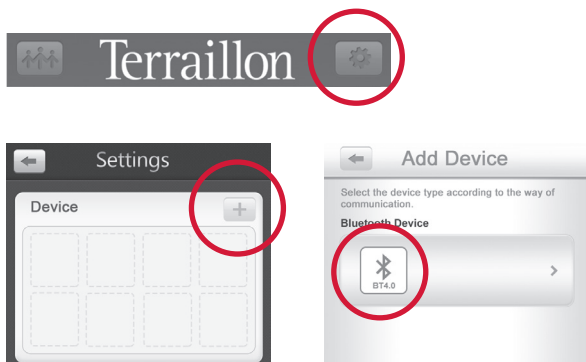 Terraillon
Settings
Device
Add Device
Select the device type according to the way of
communication.
Bluetooth Device
BT4.0